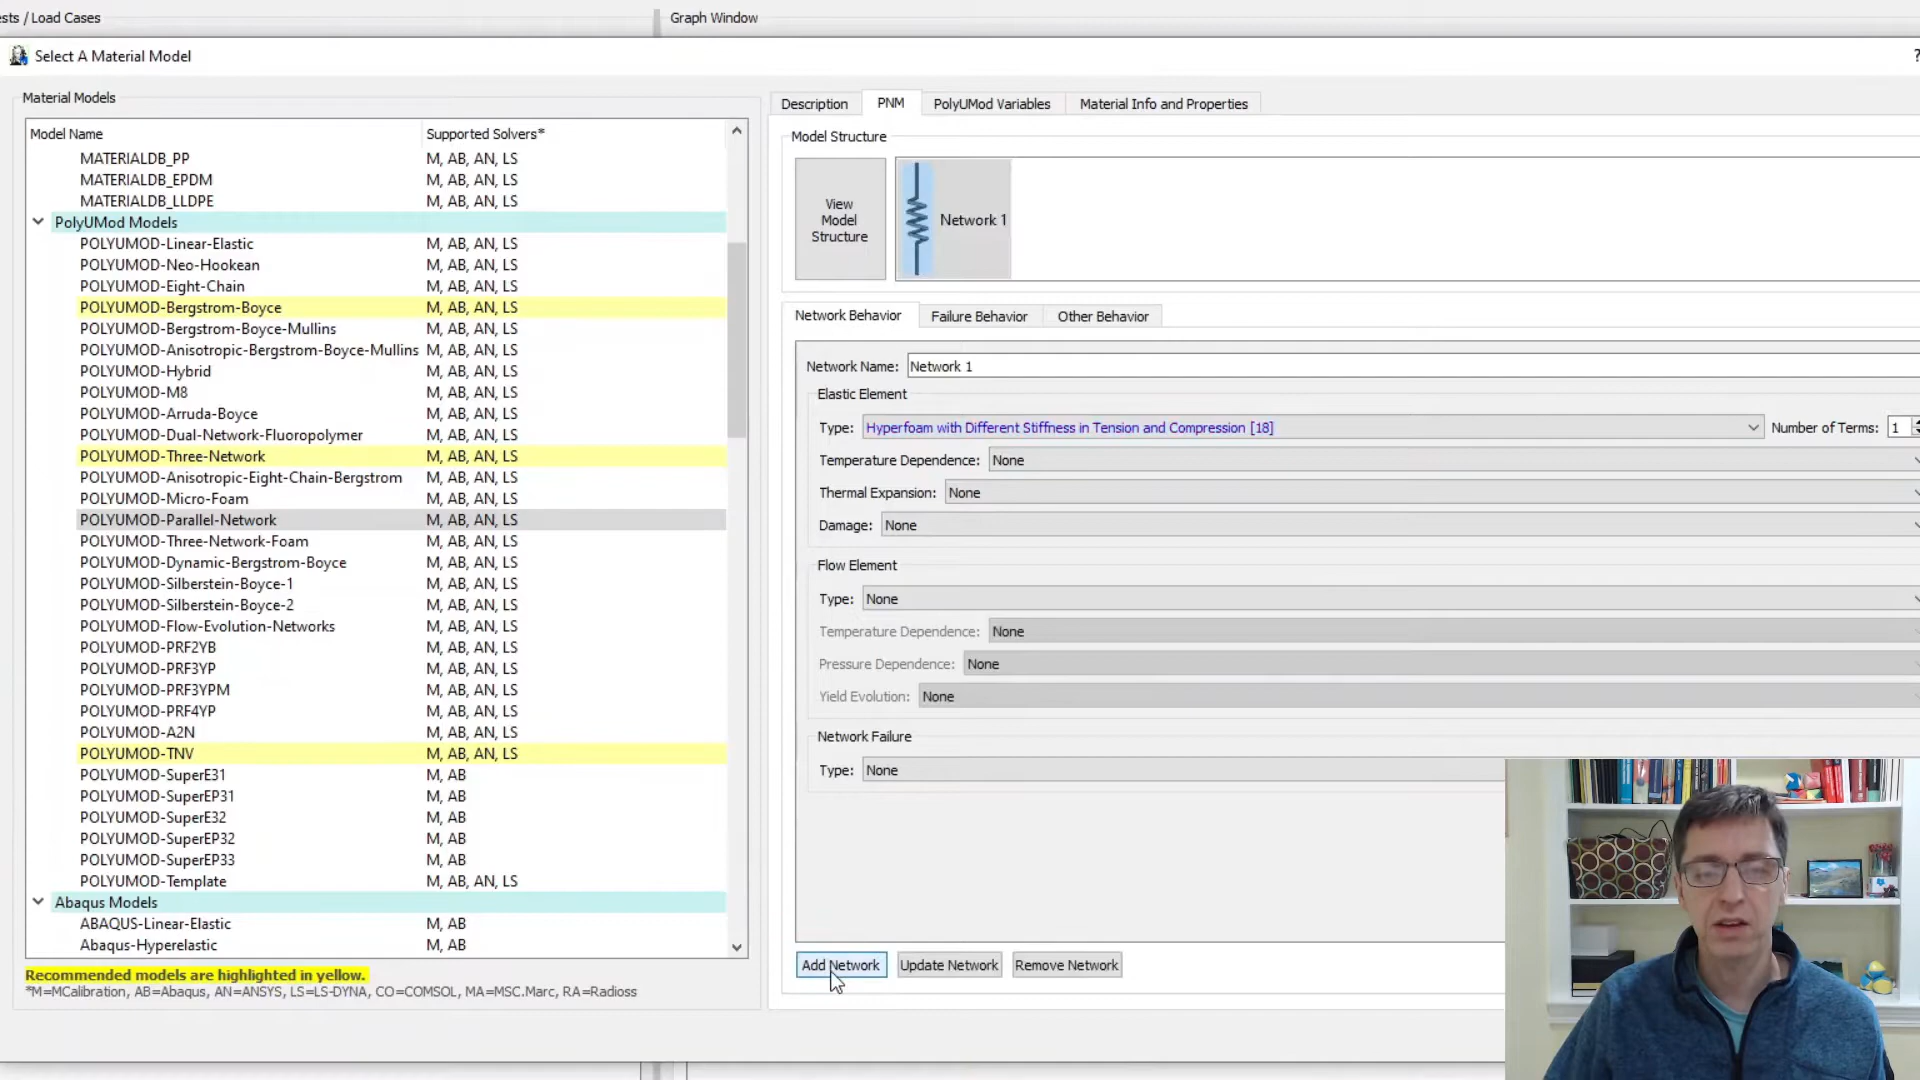 ests / Load Cases
Graph Window
Select A Material Model
?
Material Models
Model Name Supported Solvers*
MATERIALDB_PP M, AB, AN, LS
MATERIALDB_EPDM M, AB, AN, LS
MATERIALDB_LLDPE M, AB, AN, LS
PolyUMod Models
POLYUMOD-Linear-Elastic M, AB, AN, LS
POLYUMOD-Neo-Hookean M, AB, AN, LS
POLYUMOD-Eight-Chain M, AB, AN, LS
POLYUMOD-Bergstrom-Boyce M, AB, AN, LS
POLYUMOD-Bergstrom-Boyce-Mullins M, AB, AN, LS
POLYUMOD-Anisotropic-Bergstrom-Boyce-Mullins M, AB, AN, LS
POLYUMOD-Hybrid M, AB, AN, LS
POLYUMOD-M8 M, AB, AN, LS
POLYUMOD-Arruda-Boyce M, AB, AN, LS
POLYUMOD-Dual-Network-Fluoropolymer M, AB, AN, LS
POLYUMOD-Three-Network M, AB, AN, LS
POLYUMOD-Anisotropic-Eight-Chain-Bergstrom M, AB, AN, LS
POLYUMOD-Micro-Foam M, AB, AN, LS
POLYUMOD-Parallel-Network M, AB, AN, LS
POLYUMOD-Three-Network-Foam M, AB, AN, LS
POLYUMOD-Dynamic-Bergstrom-Boyce M, AB, AN, LS
POLYUMOD-Silberstein-Boyce-1 M, AB, AN, LS
POLYUMOD-Silberstein-Boyce-2 M, AB, AN, LS
POLYUMOD-Flow-Evolution-Networks M, AB, AN, LS
POLYUMOD-PRF2YB M, AB, AN, LS
POLYUMOD-PRF3YP M, AB, AN, LS
POLYUMOD-PRF3YPM M, AB, AN, LS
POLYUMOD-PRF4YP M, AB, AN, LS
POLYUMOD-A2N M, AB, AN, LS
POLYUMOD-TNV M, AB, AN, LS
POLYUMOD-SuperE31 M, AB
POLYUMOD-SuperEP31 M, AB
POLYUMOD-SuperE32 M, AB
POLYUMOD-SuperEP32 M, AB
POLYUMOD-SuperEP33 M, AB
POLYUMOD-Template M, AB, AN, LS
Abaqus Models
ABAQUS-Linear-Elastic M, AB
Abaqus-Hyperelastic M, AB
Recommended models are highlighted in yellow.
*M=MCalibration, AB=Abaqus, AN=ANSYS, LS=LS-DYNA, CO=COMSOL, MA=MSC.Marc, RA=Radioss
Description PNM PolyUMod Variables Material Info and Properties
Model Structure
View
Model
Structure
Network 1
Network Behavior Failure Behavior Other Behavior
Network Name: Network 1
Elastic Element
Type: Hyperfoam with Different Stiffness in Tension and Compression [18] Number of Terms: 1
Temperature Dependence: None
Thermal Expansion: None
Damage: None
Flow Element
Type: None
Temperature Dependence: None
Pressure Dependence: None
Yield Evolution: None
Network Failure
Type: None
Add Network Update Network Remove Network